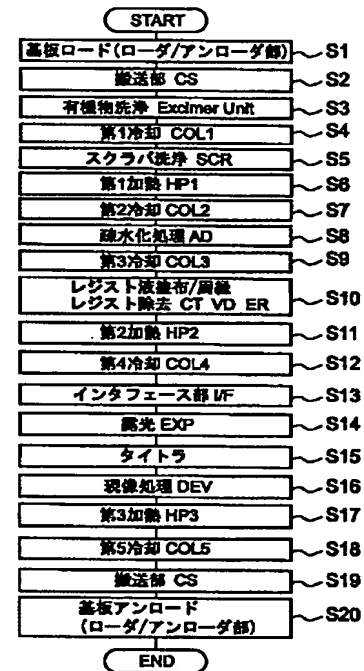 START
基板ロード(ローダ/アンローダ部) S1
搬送部 CS S2
有機物洗浄 Excimer Unit S3
第1冷却 COL1 S4
スクラバ洗浄 SCR S5
第1加熱 HP1 S6
第2冷却 COL2 S7
疎水化処理 AD S8
第3冷却 COL3 S9
レジスト液塗布/周縁
レジスト除去 CT VD ER S10
第2加熱 HP2 S11
第4冷却 COL4 S12
インタフェース部 I/F S13
露光 EXP S14
タイトラ S15
現像処理 DEV S16
第3加熱 HP3 S17
第5冷却 COL5 S18
搬送部 CS S19
基板アンロード
(ローダ/アンローダ部) S20
END